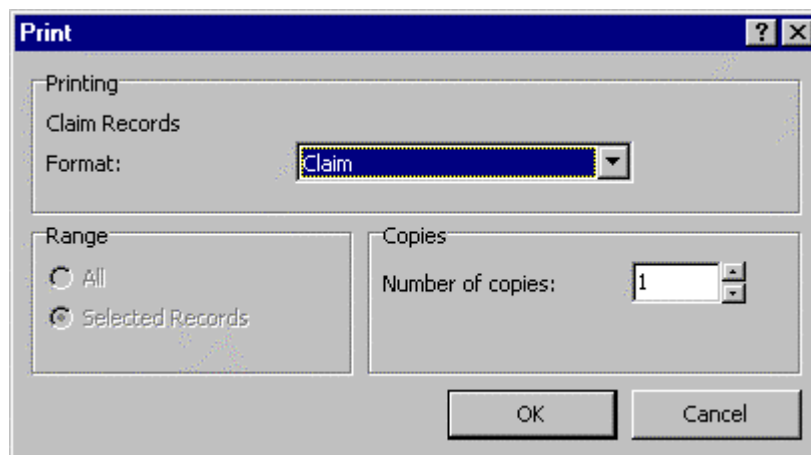 Print
Printing
Claim Records
Format: Claim
Range
All
Selected Records
Copies
Number of copies: 1
OK Cancel